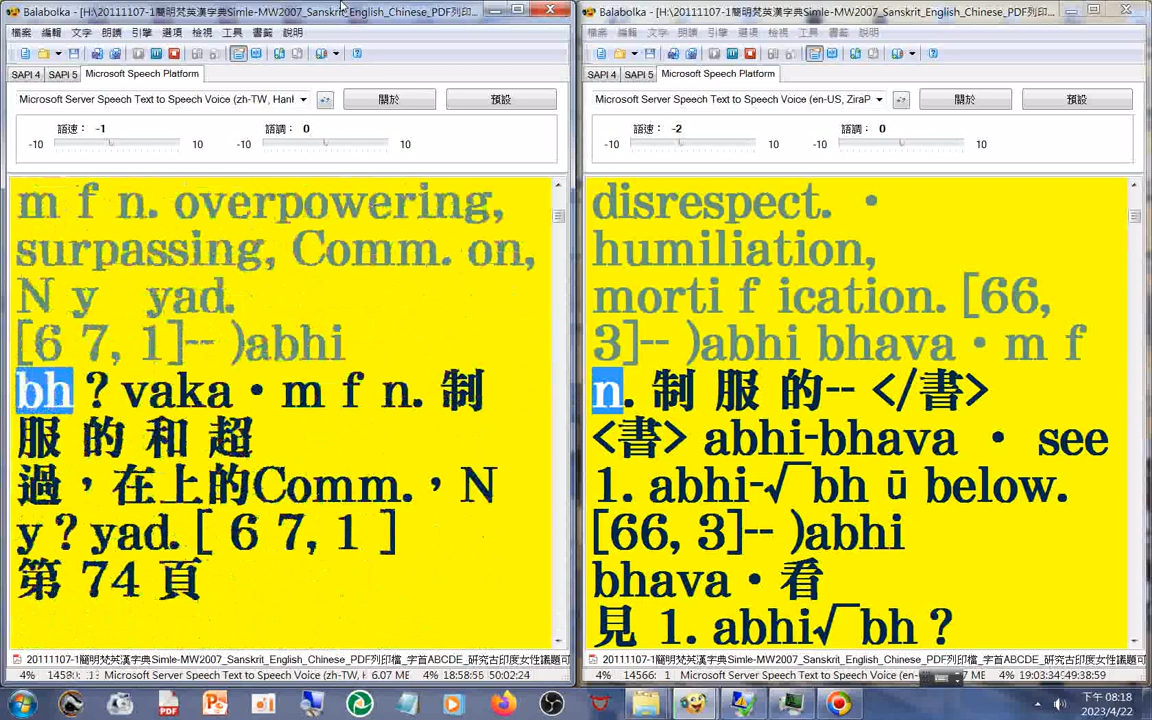 Balabolka - [H:\20111107-1簡明梵英漢字典Simle-MW2007_Sanskrit_English_Chinese_PDF列印...
檔案 編輯 文字 朗讀 引擎 選項 檢視 工具 書籤 說明
SAPI 4 SAPI 5 Microsoft Speech Platform
Microsoft Server Speech Text to Speech Voice (zh-TW, Hanl
關於 預設
語速： -1 語調： 0
-10 10 -10 10
m f n. overpowering,
surpassing, Comm. on,
N y yad.
[6 7, 1]-- )abhi
bh ? vaka・m f n. 制
服 的 和 超
過，在上的Comm.，N
y？yad. [ 6 7, 1 ]
第 74 頁
20111107-1簡明梵英漢字典Simle-MW2007_Sanskrit_English_Chinese_PDF列印檔_字首ABCDE_研究古印度女性議題可
Microsoft Server Speech Text to Speech Voice (zh-TW, 6.07 MB 4% 18:58:55 50:02:24
Balabolka - [H:\20111107-1簡明梵英漢字典Simle-MW2007_Sanskrit_English_Chinese_PDF列印...
檔案 編輯 文字 朗讀 引擎 選項 檢視 工具 書籤 說明
SAPI 4 SAPI 5 Microsoft Speech Platform
Microsoft Server Speech Text to Speech Voice (en-US, ZiraP
關於 預設
語速： -2 語調： 0
-10 10 -10 10
disrespect. ・
humiliation,
morti f ication. [66,
3]-- )abhi bhava・m f
n. 制 服 的-- </書>
<書> abhi-bhava ・ see
1. abhi-√bh ū below.
[66, 3]-- )abhi
bhava・看
見 1. abhi√bh？
20111107-1簡明梵英漢字典Simle-MW2007_Sanskrit_English_Chinese_PDF列印檔_字首ABCDE_研究古印度女性議題可
Microsoft Server Speech Text to Speech Voice (en-US, 4% 19:03:34 49:38:59
下午 08:18
2023/4/22